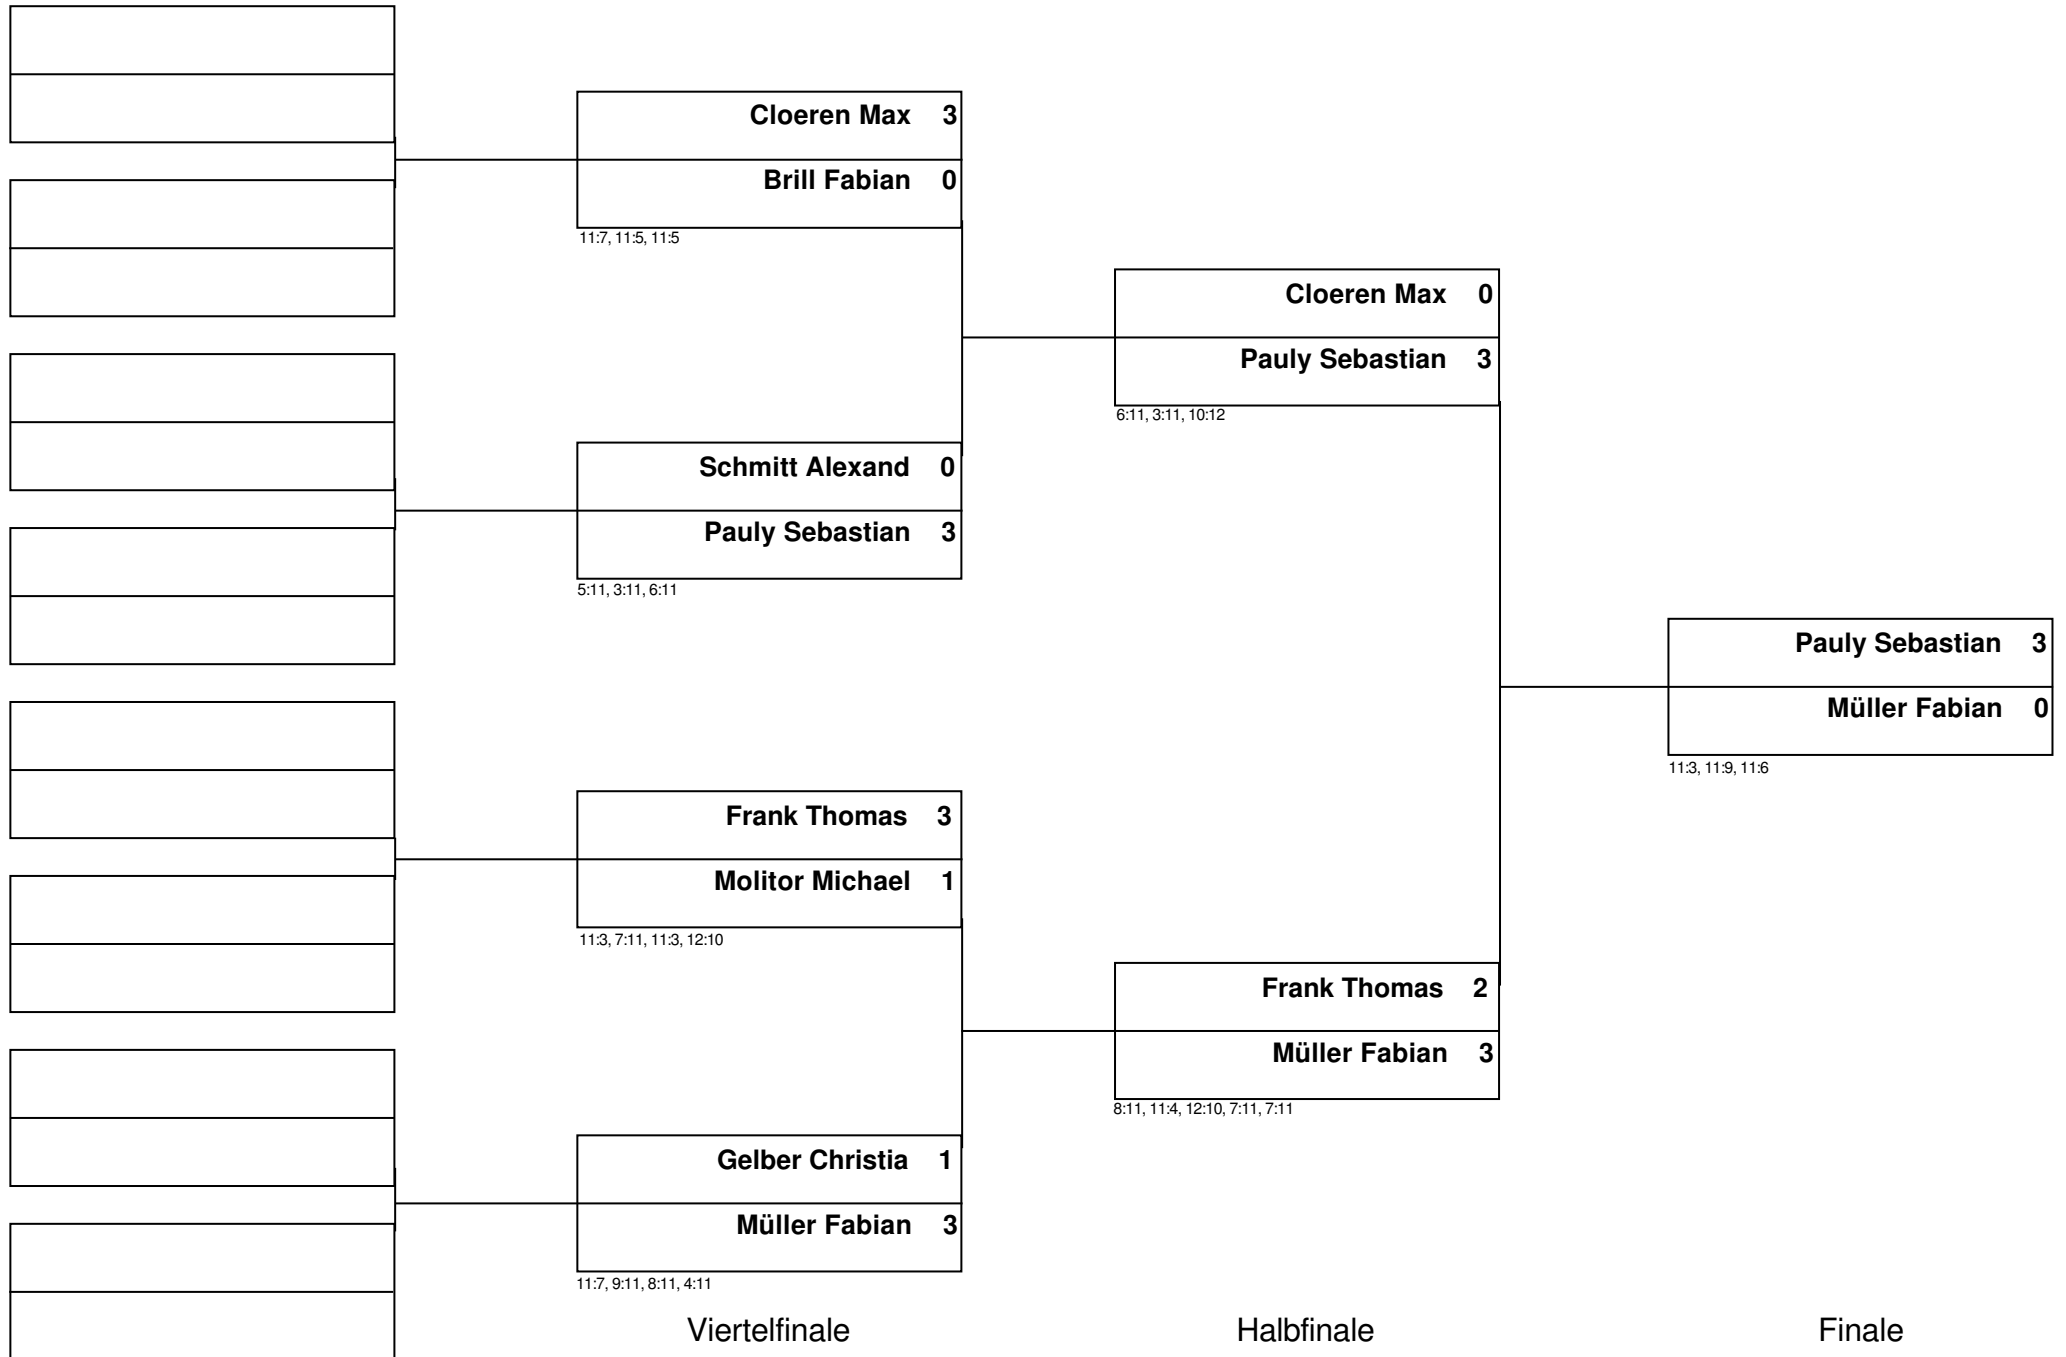 Cloeren Max 3
Brill Fabian 0
11:7, 11:5, 11:5
Schmitt Alexand 0
Pauly Sebastian 3
5:11, 3:11, 6:11
Frank Thomas 3
Molitor Michael 1
11:3, 7:11, 11:3, 12:10
Gelber Christia 1
Müller Fabian 3
11:7, 9:11, 8:11, 4:11
Viertelfinale
Cloeren Max 0
Pauly Sebastian 3
6:11, 3:11, 10:12
Frank Thomas 2
Müller Fabian 3
8:11, 11:4, 12:10, 7:11, 7:11
Halbfinale
Pauly Sebastian 3
Müller Fabian 0
11:3, 11:9, 11:6
Finale